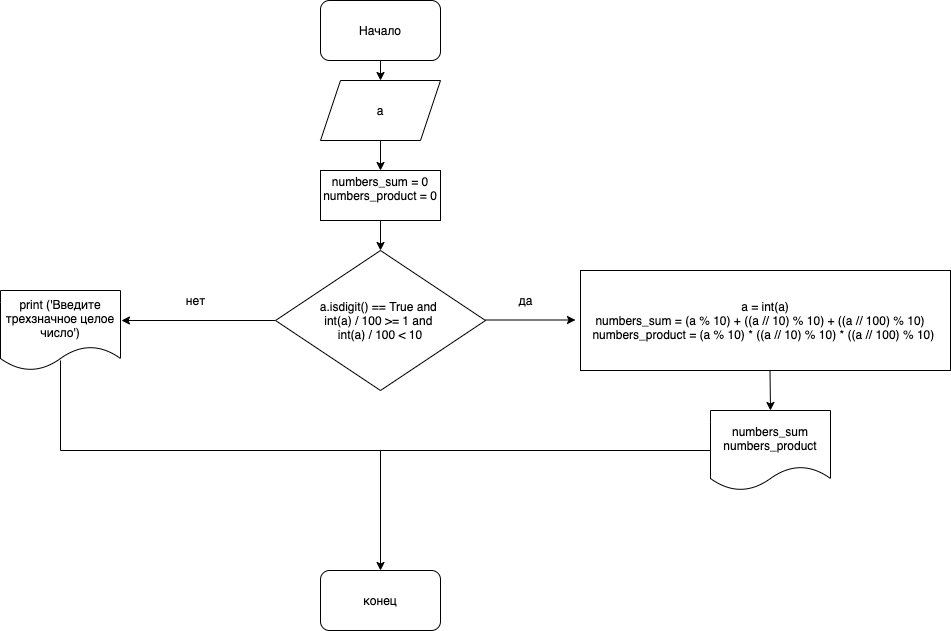 Начало
a
numbers_sum = 0
numbers_product = 0
a.isdigit() == True and
int(a) / 100 >= 1 and
int(a) / 100 < 10
нет
да
print ('Введите
трехзначное целое
число')
a = int(a)
numbers_sum = (a % 10) + ((a // 10) % 10) + ((a // 100) % 10)
numbers_product = (a % 10) * ((a // 10) % 10) * ((a // 100) % 10)
numbers_sum
numbers_product
конец